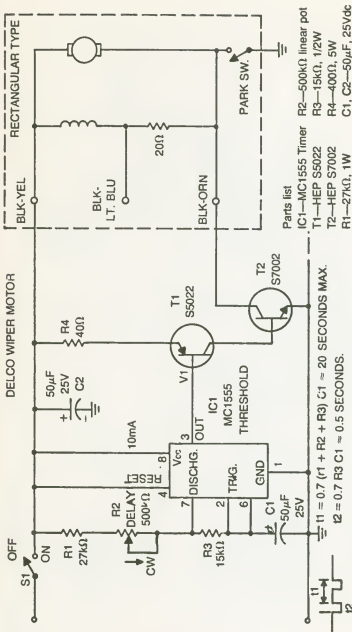 DELCO WIPER MOTOR
RECTANGULAR TYPE
OFF
S1
ON
BLK-YEL
BLK-
LT. BLU
20Ω
BLK-ORN
PARK SW.
R1
27kΩ
R2
DELAY
500kΩ
CW
R3
15kΩ
C1
50μF
25V
10mA
50μF
25V
C2
R4
40Ω
4
RESET
8
Vcc
7
DISCHG.
2
TRIG.
6
GND
1
3
OUT
IC1
MC1555
THRESHOLD
V1
T1
S5022
T2
S7002
t1
t2
t1 = 0.7 (r1 + R2 + R3) C1 ≈ 20 SECONDS MAX.
t2 = 0.7 R3 C1 ≈ 0.5 SECONDS.
Parts list
IC1—MC1555 Timer
T1—HEP S5022
T2—HEP S7002
R1—27kΩ, 1W
R2—500kΩ linear pot
R3—15kΩ, 1/2W
R4—400Ω, 5W
C1, C2—50μF, 25Vdc